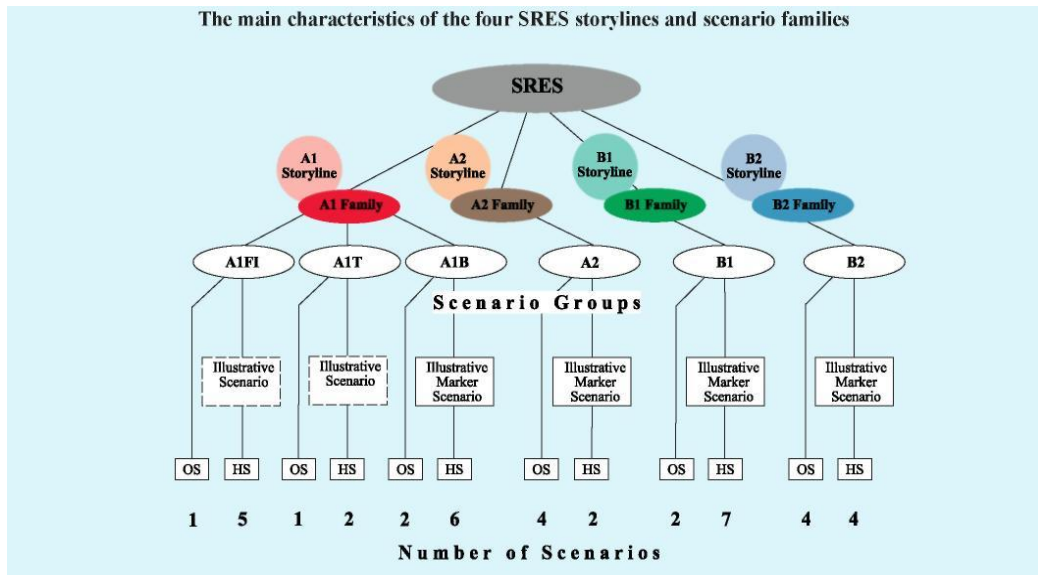 The main characteristics of the four SRES storylines and scenario families
SRES
A1
Storyline
A2
Storyline
B1
Storyline
B2
Storyline
A1 Family
A2 Family
B1 Family
B2 Family
A1FI
A1T
A1B
A2
B1
B2
Scenario Groups
Illustrative
Scenario
Illustrative
Scenario
Illustrative
Marker
Scenario
Illustrative
Marker
Scenario
Illustrative
Marker
Scenario
Illustrative
Marker
Scenario
OS HS OS HS OS HS OS HS OS HS OS HS
1 5 1 2 2 6 4 2 2 7 4 4
Number of Scenarios